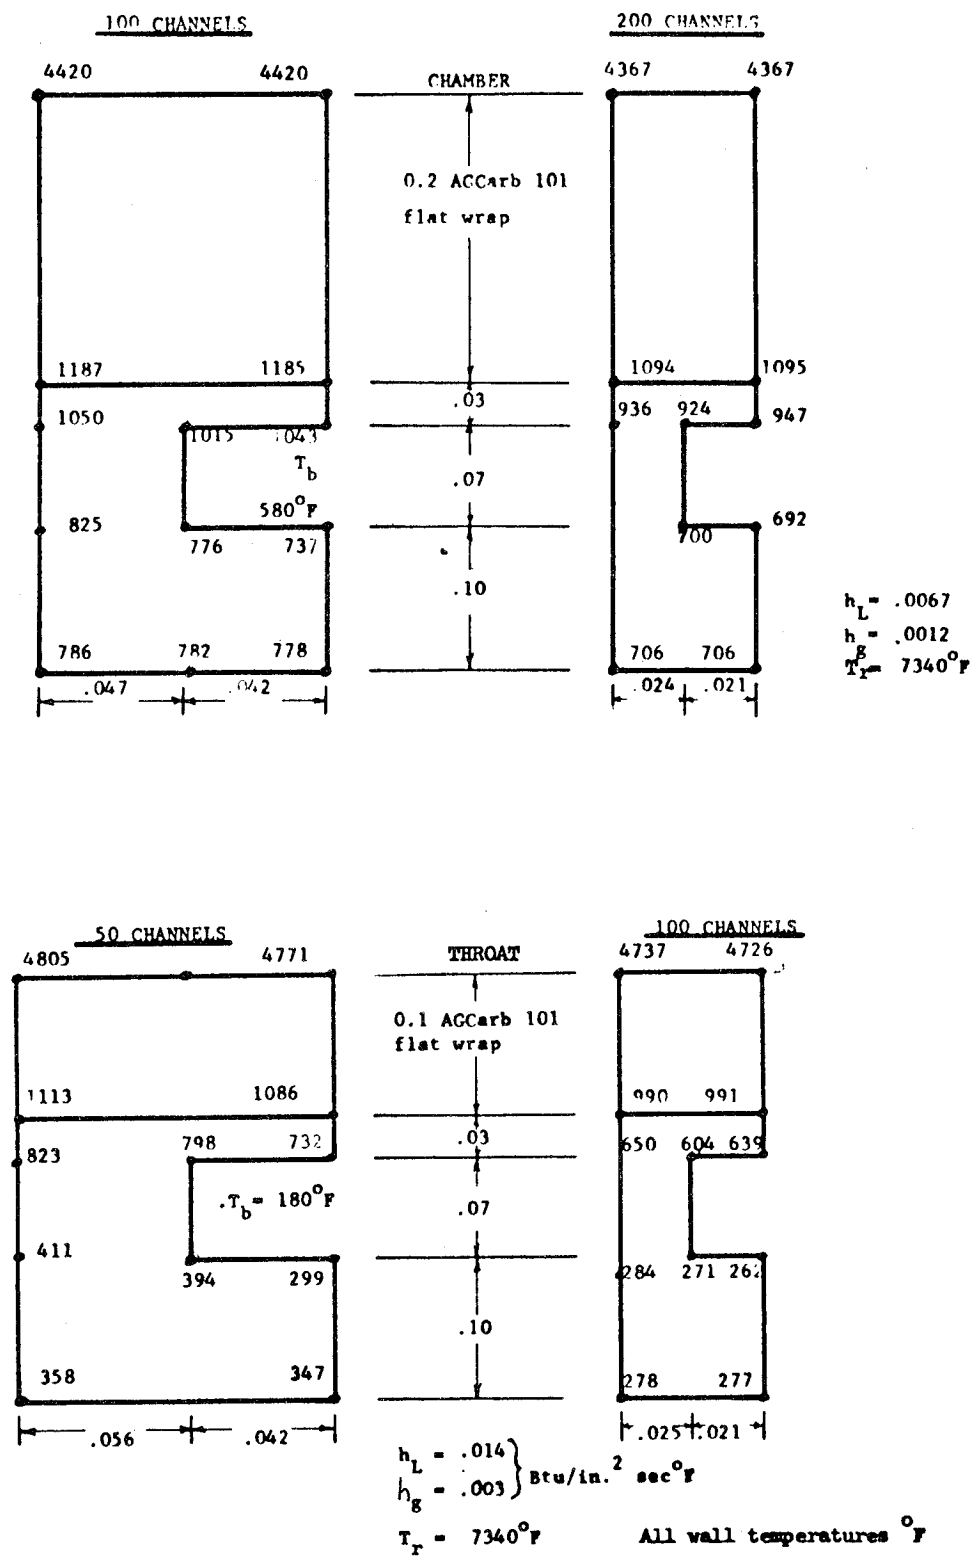 100 CHANNELS 200 CHANNELS
4420 4420 CHAMBER 4367 4367
0.2 AGCarb 101
flat wrap
1187 1185 1094 1095
.03
1050 936 924 947
1015 1043
T_b
.07
580°F
825 692
776 737 700
.10
h_L = .0067
h_g = .0012
T_r = 7340°F
786 782 778 706 706
.047 .042 .024 .021
50 CHANNELS 100 CHANNELS
4805 4771 THROAT 4737 4726
0.1 AGCarb 101
flat wrap
1113 1086 990 991
.03
823 798 732 650 604 639
.T_b = 180°F
.07
411
394 299 284 271 262
.10
358 347 278 277
.056 .042 .025 .021
h_L = .014
h_g = .003 } Btu/in.² sec°F
T_r = 7340°F All wall temperatures °F